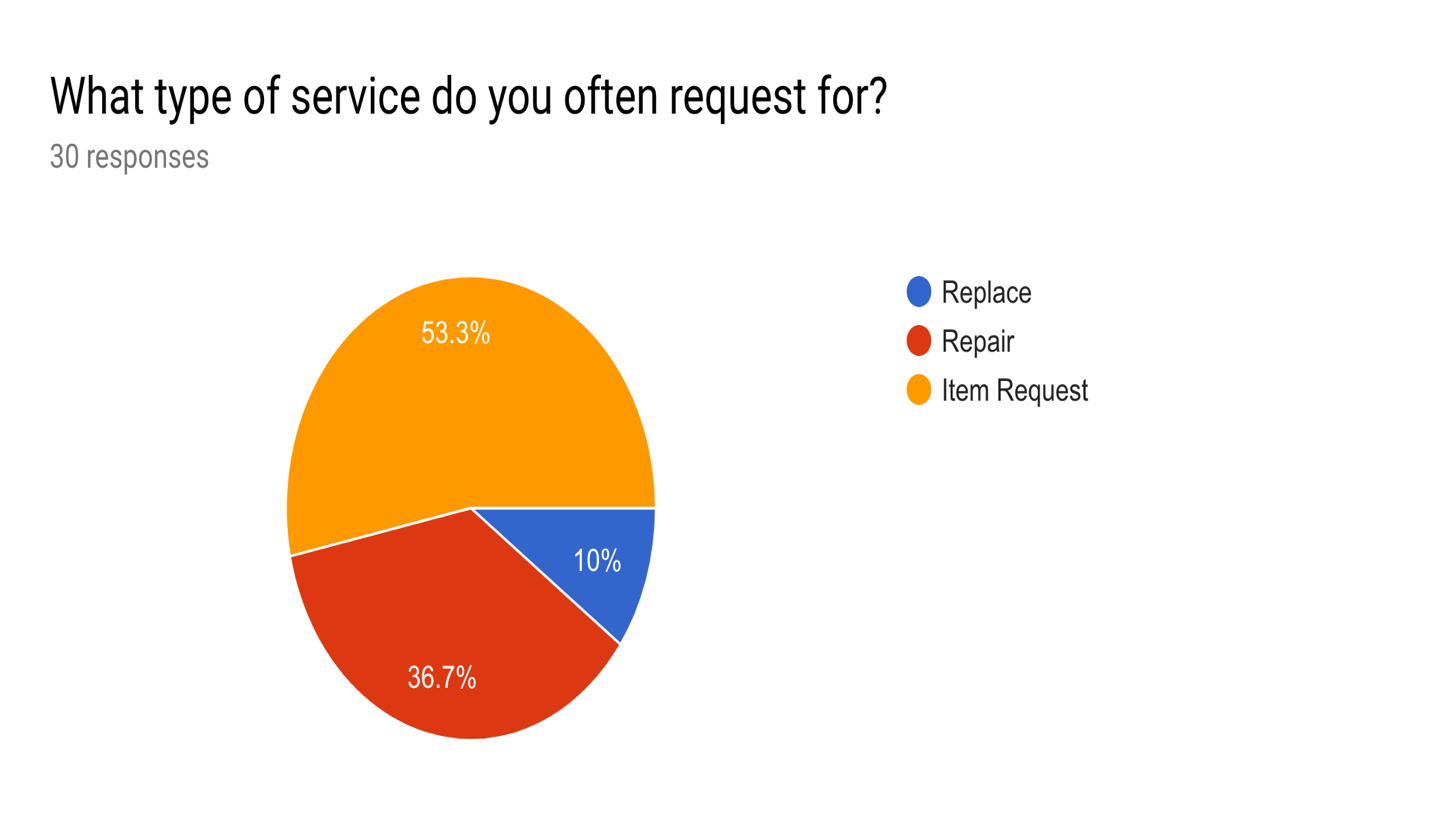 What type of service do you often request for?
30 responses
53.3%
10%
36.7%
Replace
Repair
Item Request